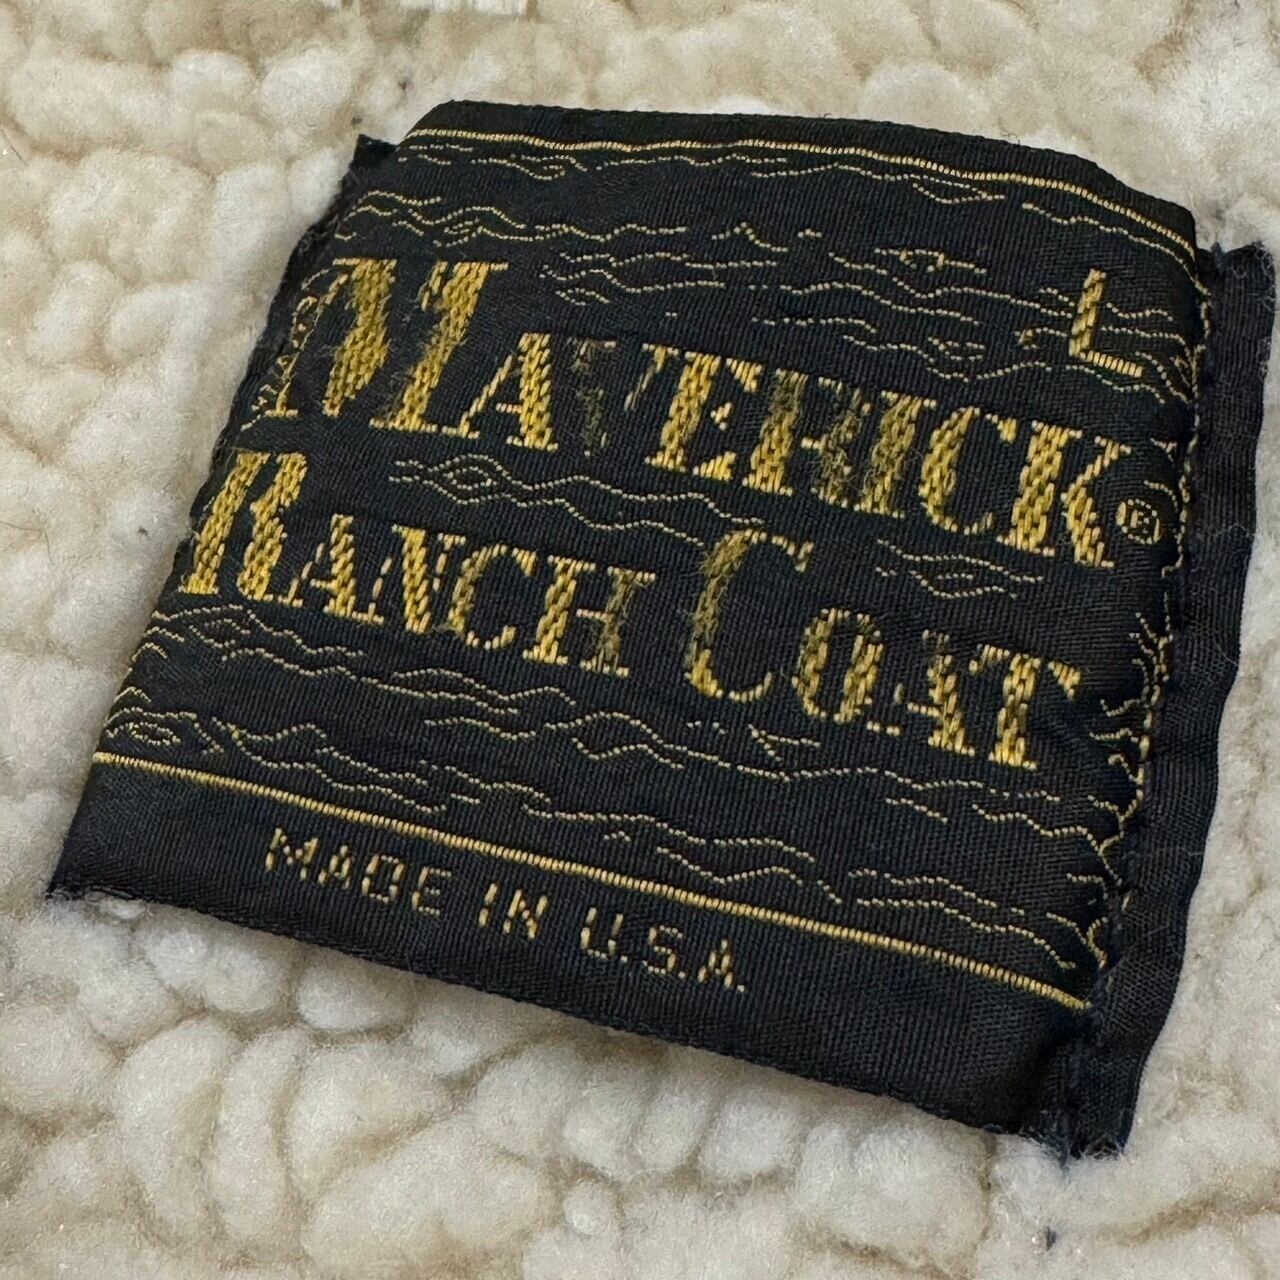 L
MAVERICK®
RANCH COAT
MADE IN U.S.A.